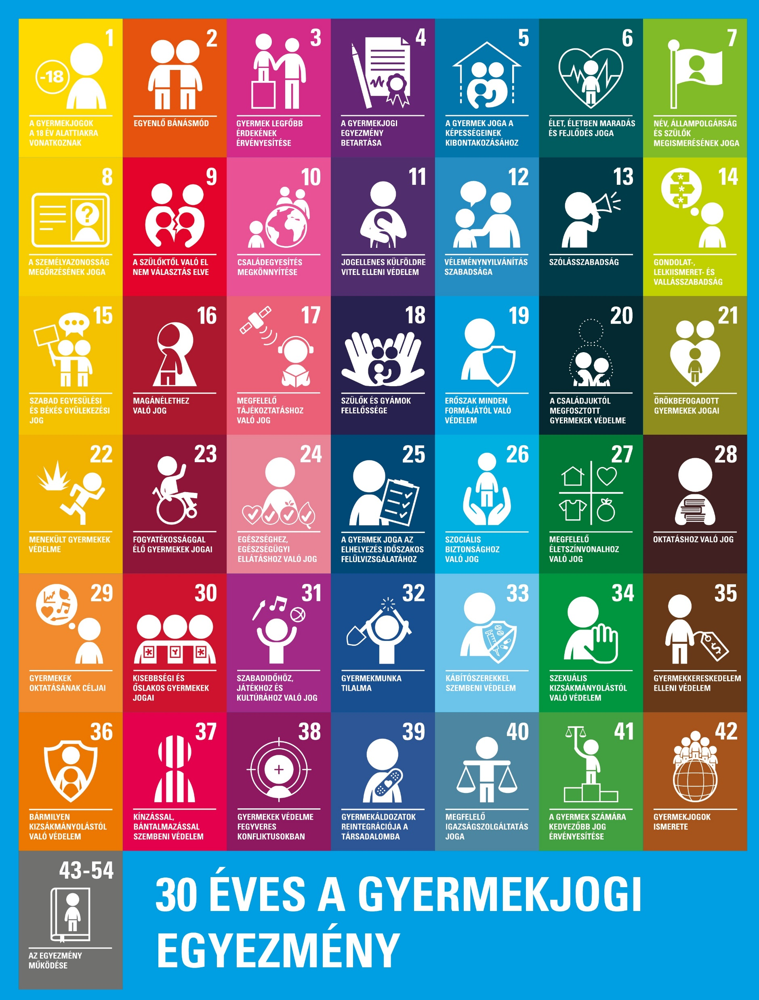 1
-18
A GYERMEKJOGOK
A 18 ÉV ALATTIAKRA
VONATKOZNAK
2
EGYENLŐ BÁNÁSMÓD
3
GYERMEK LEGFŐBB
ÉRDEKÉNEK
ÉRVÉNYESÍTÉSE
4
A GYERMEKJOGI
EGYEZMÉNY
BETARTÁSA
5
A GYERMEK JOGA A
KÉPESSÉGEINEK
KIBONTAKOZÁSÁHOZ
6
ÉLET, ÉLETBEN MARADÁS
ÉS FEJLŐDÉS JOGA
7
NÉV, ÁLLAMPOLGÁRSÁG
ÉS SZÜLŐK
MEGISMERÉSÉNEK JOGA
8
?
A SZEMÉLYAZONOSSÁG
MEGŐRZÉSÉNEK JOGA
9
A SZÜLŐKTŐL VALÓ EL
NEM VÁLASZTÁS ELVE
10
CSALÁDEGYESÍTÉS
MEGKÖNNYÍTÉSE
11
JOGELLENES KÜLFÖLDRE
VITEL ELLENI VÉDELEM
12
VÉLEMÉNYNYILVÁNÍTÁS
SZABADSÁGA
13
SZÓLÁSSZABADSÁG
14
GONDOLAT-,
LELKIISMERET- ÉS
VALLÁSSZABADSÁG
15
SZABAD EGYESÜLÉSI
ÉS BÉKÉS GYÜLEKEZÉSI
JOG
16
MAGÁNÉLETHEZ
VALÓ JOG
17
MEGFELELŐ
TÁJÉKOZTATÁSHOZ
VALÓ JOG
18
SZÜLŐK ÉS GYÁMOK
FELELŐSSÉGE
19
ERŐSZAK MINDEN
FORMÁJÁTÓL VALÓ
VÉDELEM
20
A CSALÁDJUKTÓL
MEGFOSZTOTT
GYERMEKEK VÉDELME
21
ÖRÖKBEFOGADOTT
GYERMEKEK JOGAI
22
MENEKÜLT GYERMEKEK
VÉDELME
23
FOGYATÉKOSSÁGGAL
ÉLŐ GYERMEKEK JOGAI
24
EGÉSZSÉGHEZ,
EGÉSZSÉGÜGYI
ELLÁTÁSHOZ VALÓ JOG
25
A GYERMEK JOGA AZ
ELHELYEZÉS IDŐSZAKOS
FELÜLVIZSGÁLATÁHOZ
26
SZOCIÁLIS
BIZTONSÁGHOZ
VALÓ JOG
27
MEGFELELŐ
ÉLETSZÍNVONALHOZ
VALÓ JOG
28
OKTATÁSHOZ VALÓ JOG
29
GYERMEKEK
OKTATÁSÁNAK CÉLJAI
30
KISEBBSÉGI ÉS
ŐSLAKOS GYERMEKEK
JOGAI
31
SZABADIDŐHÖZ,
JÁTÉKHOZ ÉS
KULTÚRÁHOZ VALÓ JOG
32
GYERMEKMUNKA
TILALMA
33
KÁBÍTÓSZEREKKEL
SZEMBENI VÉDELEM
34
SZEXUÁLIS
KIZSÁKMÁNYOLÁSTÓL
VALÓ VÉDELEM
35
$
GYERMEKKERESKEDELEM
ELLENI VÉDELEM
36
BÁRMILYEN
KIZSÁKMÁNYOLÁSTÓL
VALÓ VÉDELEM
37
KÍNZÁSSAL,
BÁNTALMAZÁSSAL
SZEMBENI VÉDELEM
38
GYERMEKEK VÉDELME
FEGYVERES
KONFLIKTUSOKBAN
39
GYERMEKÁLDOZATOK
REINTEGRÁCIÓJA A
TÁRSADALOMBA
40
MEGFELELŐ
IGAZSÁGSZOLGÁLTATÁS
JOGA
41
A GYERMEK SZÁMÁRA
KEDVEZŐBB JOG
ÉRVÉNYESÍTÉSE
42
GYERMEKJOGOK
ISMERETE
43-54
AZ EGYEZMÉNY
MŰKÖDÉSE
30 ÉVES A GYERMEKJOGI
EGYEZMÉNY